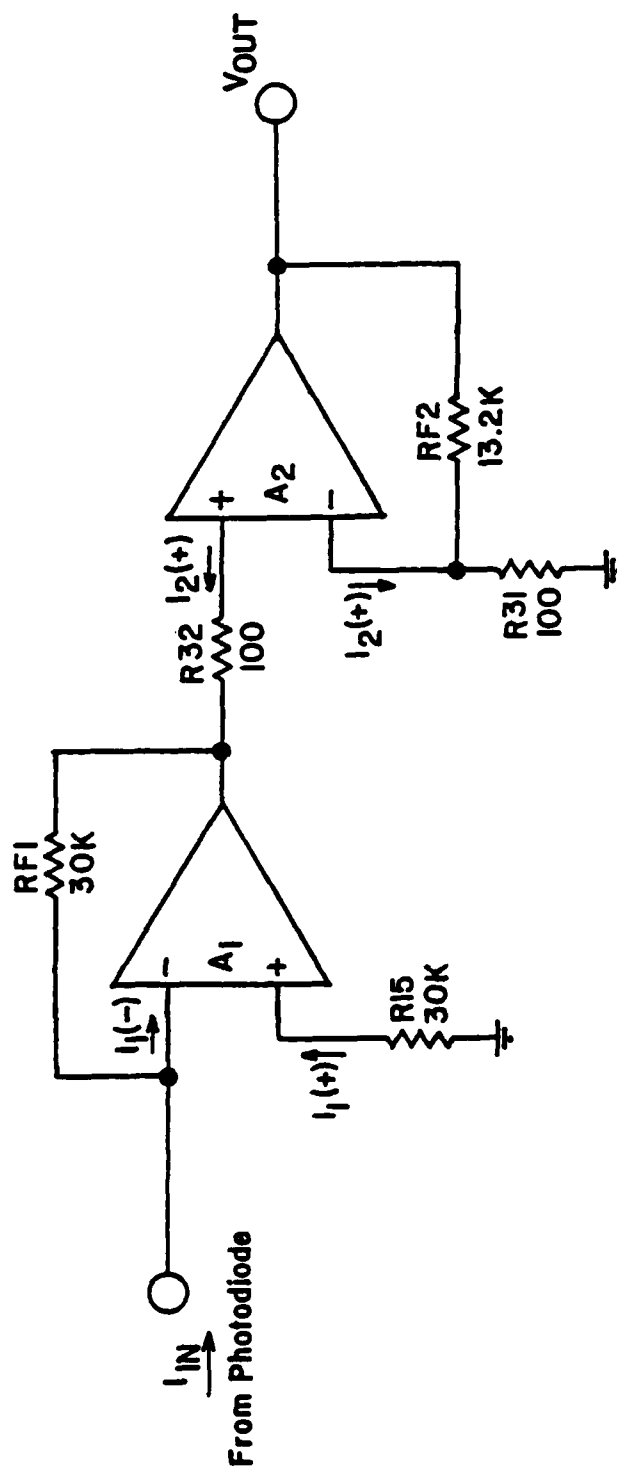 RF1
30K
I1(-)
A1
-
+
I1(+)
R15
30K
IIN
From Photodiode
R32
100
I2(+)
+
A2
-
I2(+)
R31
100
RF2
13.2K
VOUT